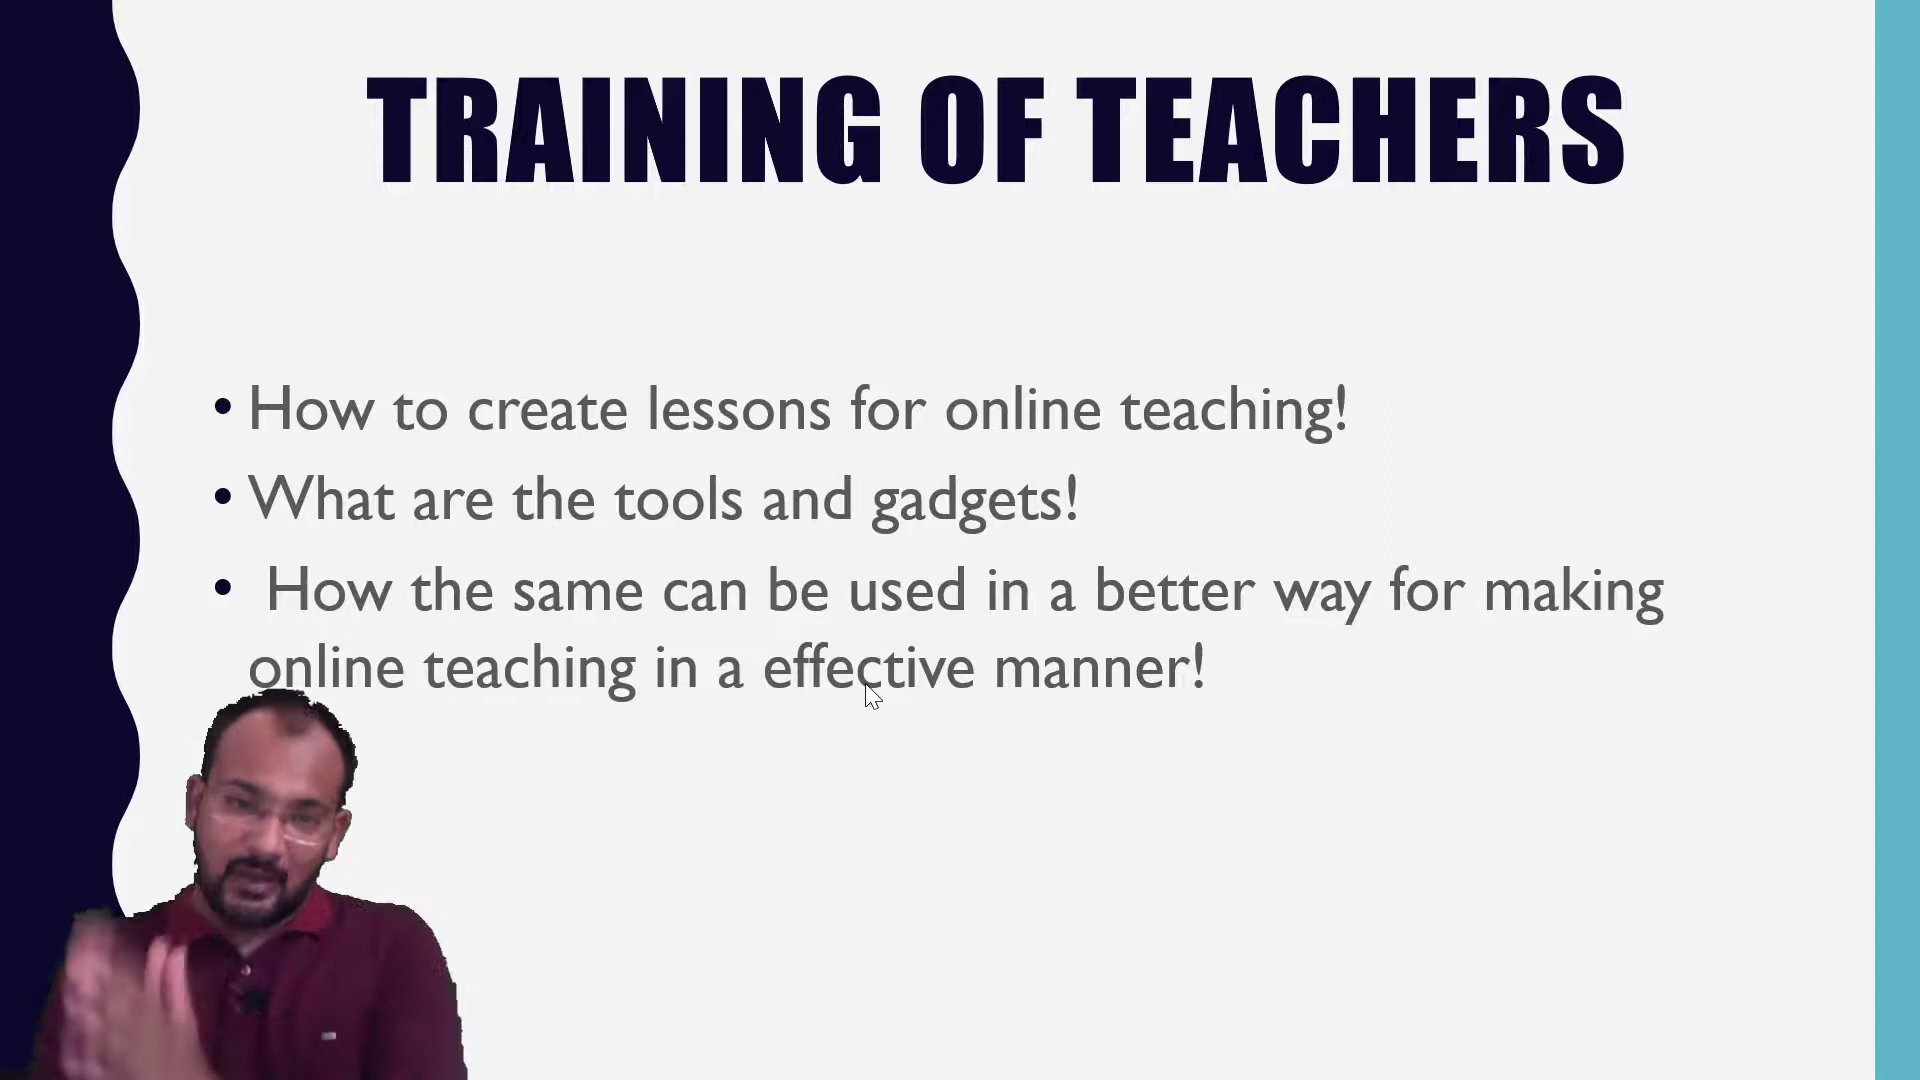 TRAINING OF TEACHERS
• How to create lessons for online teaching!
• What are the tools and gadgets!
• How the same can be used in a better way for making
online teaching in a effective manner!